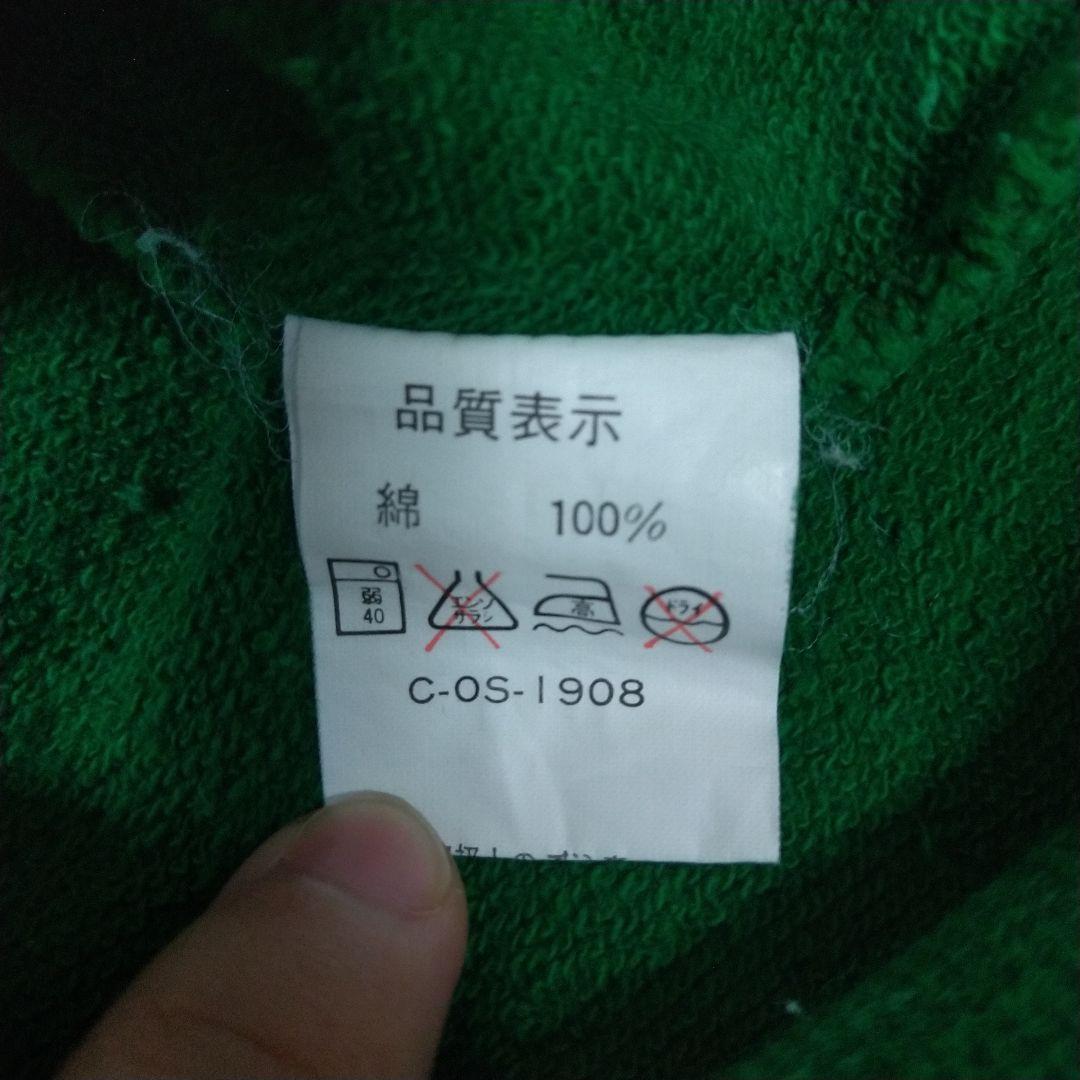 品質表示
綿 100%
弱 40
エンソサラシ
高
ドライ
C-OS-1908